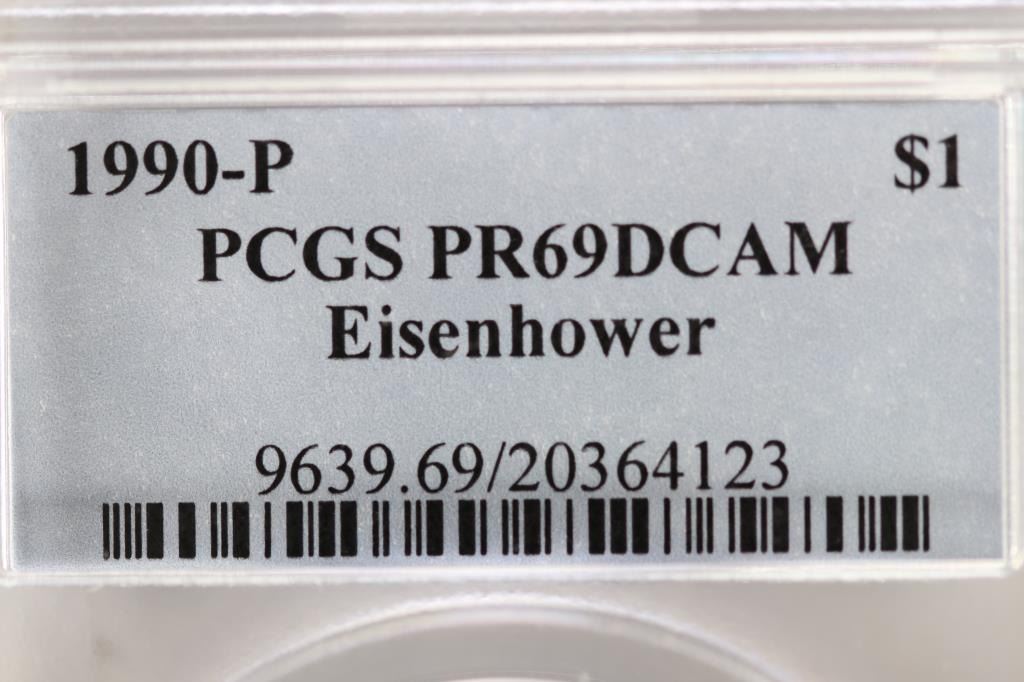 1990-P $1
PCGS PR69DCAM
Eisenhower
9639.69/20364123